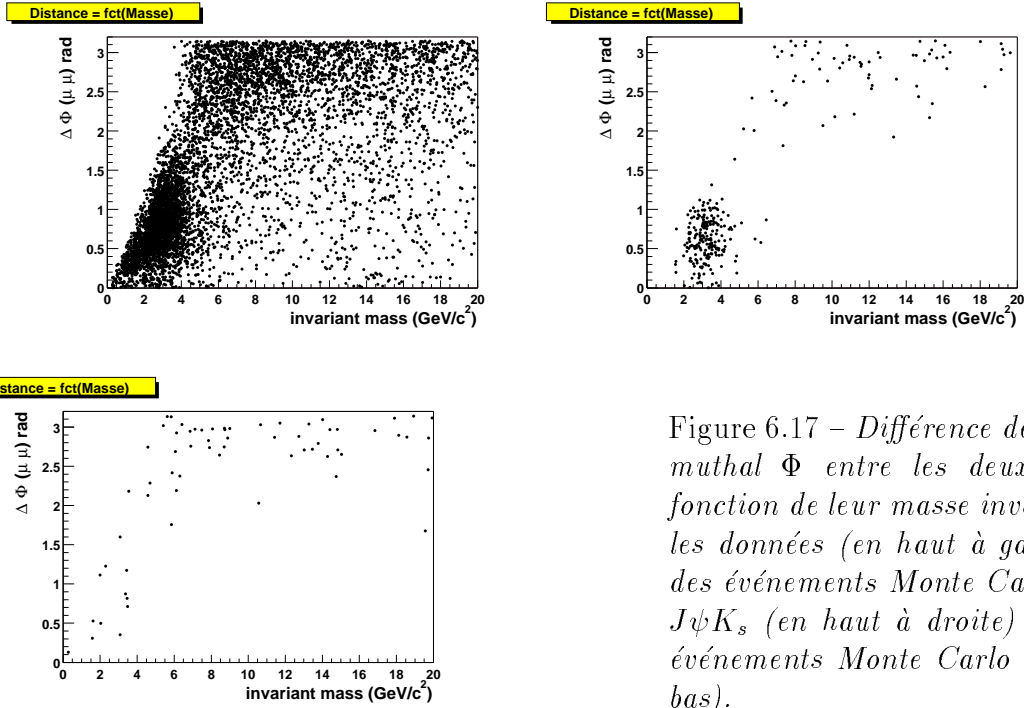 Distance = fct(Masse)
Δ Φ (μ μ) rad
3
2.5
2
1.5
1
0.5
0
0 2 4 6 8 10 12 14 16 18 20
invariant mass (GeV/c²)
Distance = fct(Masse)
Δ Φ (μ μ) rad
3
2.5
2
1.5
1
0.5
0
0 2 4 6 8 10 12 14 16 18 20
invariant mass (GeV/c²)
stance = fct(Masse)
Δ Φ (μ μ) rad
3
2.5
2
1.5
1
0.5
0
0 2 4 6 8 10 12 14 16 18 20
invariant mass (GeV/c²)
Figure 6.17 – Différence de
muthal Φ entre les deux
fonction de leur masse inv
les données (en haut à ga
des événements Monte Ca
JψKₛ (en haut à droite)
événements Monte Carlo
bas).